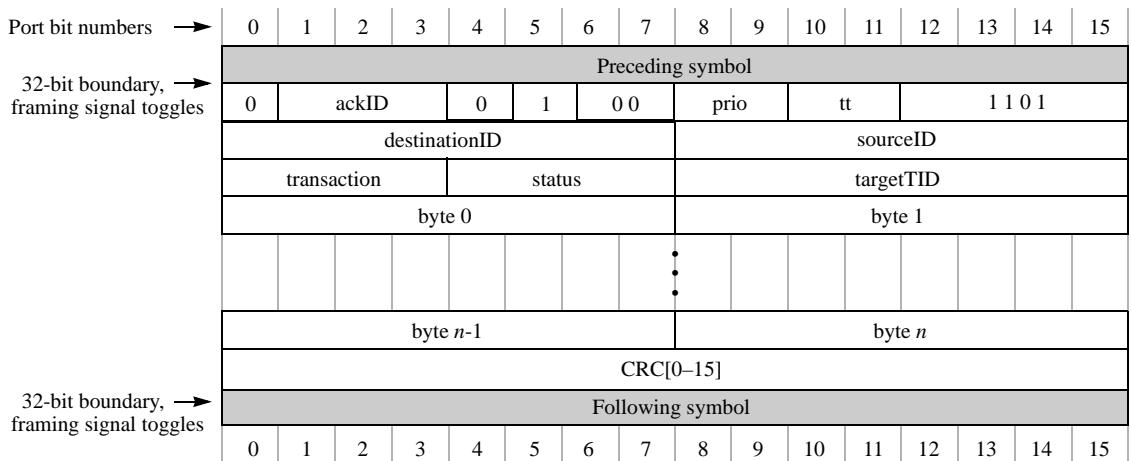 Port bit numbers 0 1 2 3 4 5 6 7 8 9 10 11 12 13 14 15
Preceding symbol
32-bit boundary,
framing signal toggles
0 ackID 0 1 0 0 prio tt 1 1 0 1
destinationID sourceID
transaction status targetTID
byte 0 byte 1
byte n-1 byte n
CRC[0–15]
32-bit boundary,
framing signal toggles
Following symbol
0 1 2 3 4 5 6 7 8 9 10 11 12 13 14 15